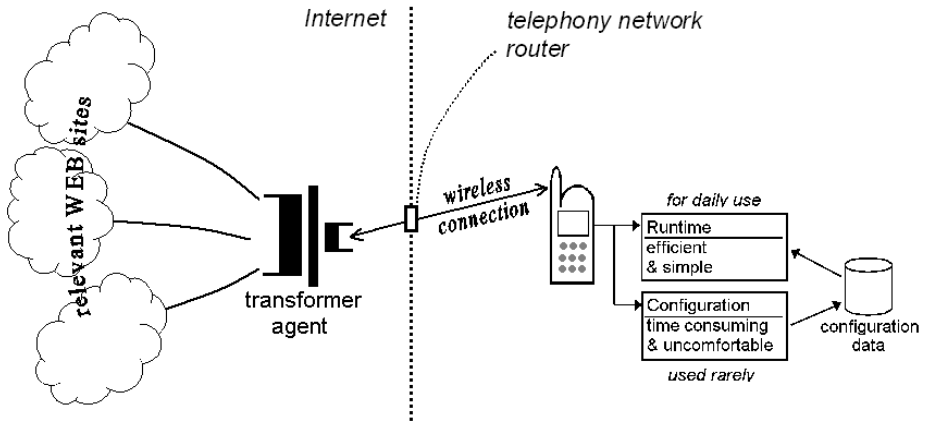 Internet
telephony network
router
relevant WEB sites
transformer
agent
wireless
connection
for daily use
Runtime
efficient
& simple
Configuration
time consuming
& uncomfortable
used rarely
configuration
data